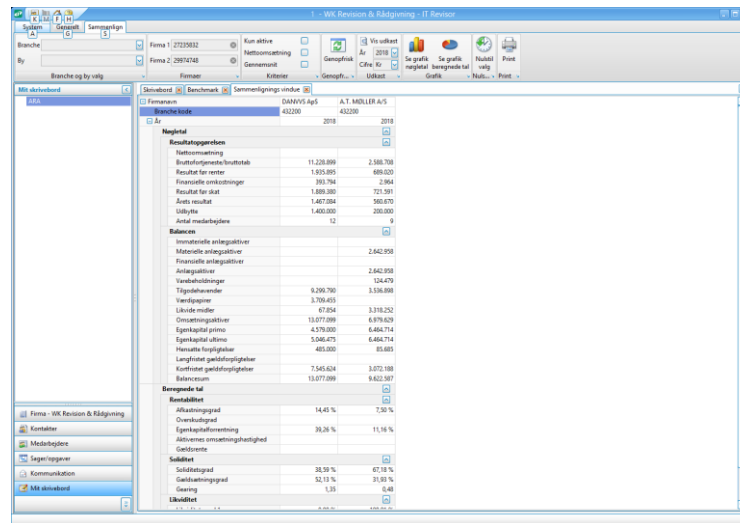 1 - WK Revision & Rådgivning - IT Revisor
K F H
System Generelt Sammenlign
A G S
Branche
By
Branche og by valg
Firma 1 27235832
Firma 2 29974748
Firmaer
Kun aktive
Nettoomsætning
Gennemsnit
Kriterier
Genopfrisk
Genopfr...
Vis udkast
År 2018
Cifre Kr
Udkast
Se grafik nøgletal
Se grafik beregnede tal
Grafik
Nulstil valg
Nuls...
Print
Print
Mit skrivebord
ARA
Skrivebord Benchmark Sammenlignings vindue
Firmanavn DANVVS ApS A.T. MØLLER A/S
Branche kode 432200 432200
År 2018 2018
Nøgletal
Resultatopgørelsen
Nettoomsætning
Bruttofortjeneste/bruttotab 11.228.899 2.588.708
Resultat før renter 1.935.895 689.020
Finansielle omkostninger 393.794 2.964
Resultat før skat 1.889.380 721.591
Årets resultat 1.467.084 560.670
Udbytte 1.400.000 200.000
Antal medarbejdere 12 9
Balancen
Immaterielle anlægsaktiver
Materielle anlægsaktiver 2.642.958
Finansielle anlægsaktiver
Anlægsaktiver 2.642.958
Varebeholdninger 124.479
Tilgodehavender 9.299.790 3.536.898
Værdipapirer 3.709.455
Likvide midler 67.854 3.318.252
Omsætningsaktiver 13.077.099 6.979.629
Egenkapital primo 4.579.000 6.464.714
Egenkapital ultimo 5.046.475 6.464.714
Hensatte forpligtelser 485.000 85.685
Langfristet gældsforpligtelser
Kortfristet gældsforpligtelser 7.545.624 3.072.188
Balancesum 13.077.099 9.622.587
Beregnede tal
Rentabilitet
Afkastningsgrad 14,45 % 7,50 %
Overskudsgrad
Egenkapitalforrentning 39,26 % 11,16 %
Aktivernes omsætningshastighed
Gældsrente
Soliditet
Soliditetsgrad 38,59 % 67,18 %
Gældsætningsgrad 52,13 % 31,93 %
Gearing 1,35 0,48
Likviditet
Firma - WK Revision & Rådgivning
Kontakter
Medarbejdere
Sager/opgaver
Kommunikation
Mit skrivebord